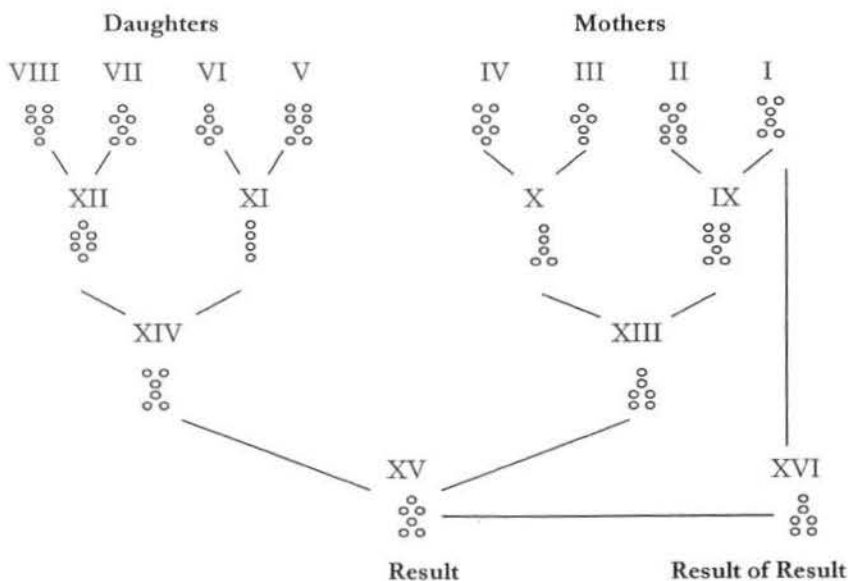 Daughters Mothers
VIII VII VI V IV III II I
XII XI X IX
XIV XIII
XV XVI
Result Result of Result